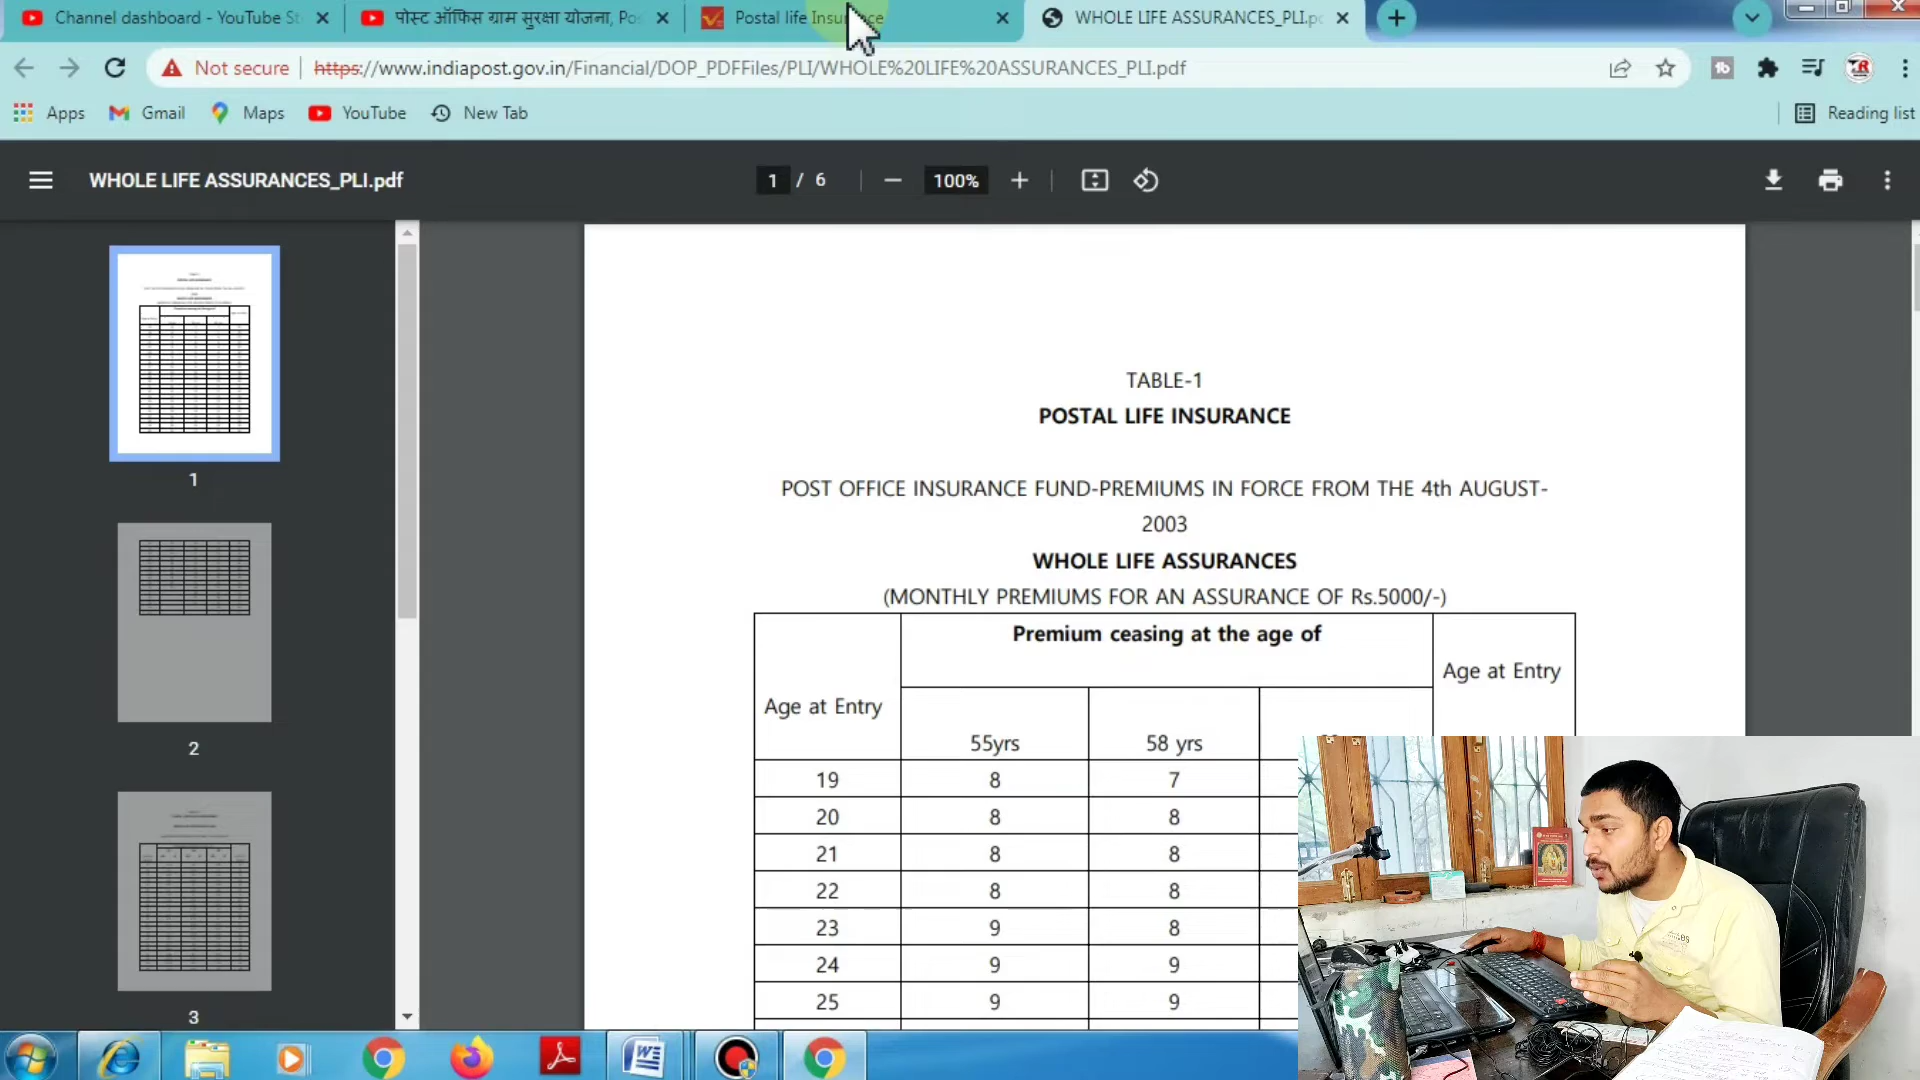 Channel dashboard - YouTube St
पोस्ट ऑफिस ग्राम सुरक्षा योजना, Po
Postal life Insurance
WHOLE LIFE ASSURANCES_PLI.p
Not secure
https://www.indiapost.gov.in/Financial/DOP_PDFFiles/PLI/WHOLE%20LIFE%20ASSURANCES_PLI.pdf
Apps
Gmail
Maps
YouTube
New Tab
Reading list
WHOLE LIFE ASSURANCES_PLI.pdf
1 / 6
100%
1
2
3
TABLE-1
POSTAL LIFE INSURANCE
POST OFFICE INSURANCE FUND-PREMIUMS IN FORCE FROM THE 4th AUGUST-
2003
WHOLE LIFE ASSURANCES
(MONTHLY PREMIUMS FOR AN ASSURANCE OF Rs.5000/-)
Age at Entry
Premium ceasing at the age of
Age at Entry
55yrs 58 yrs
19 8 7
20 8 8
21 8 8
22 8 8
23 9 8
24 9 9
25 9 9